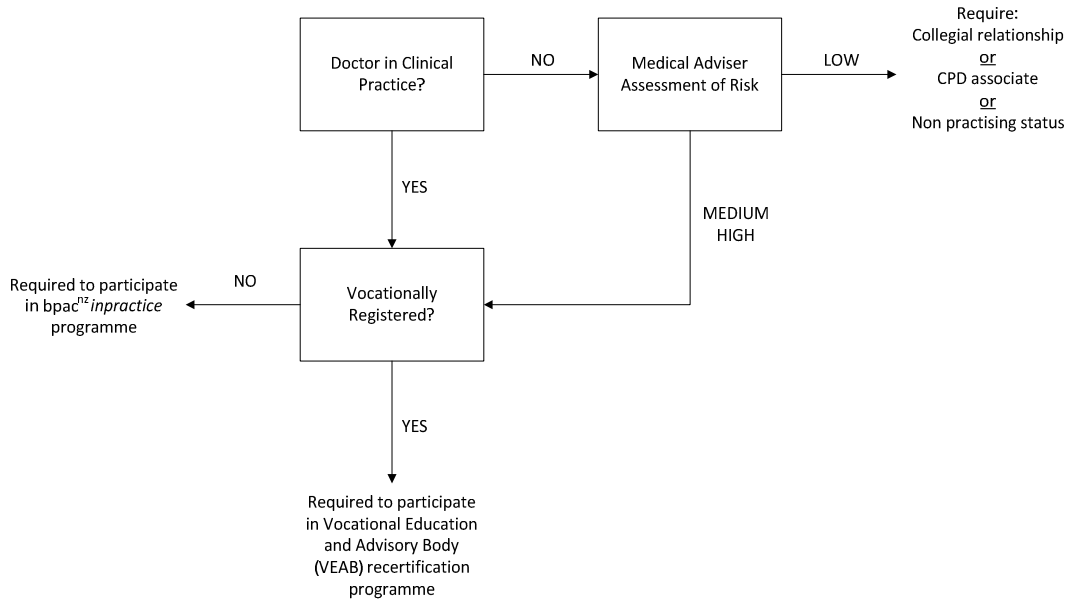 Doctor in Clinical
Practice?
NO
Medical Adviser
Assessment of Risk
LOW
Require:
Collegial relationship
or
CPD associate
or
Non practising status
YES
MEDIUM
HIGH
Vocationally
Registered?
NO
Required to participate
in bpacnz inpractice
programme
YES
Required to participate
in Vocational Education
and Advisory Body
(VEAB) recertification
programme